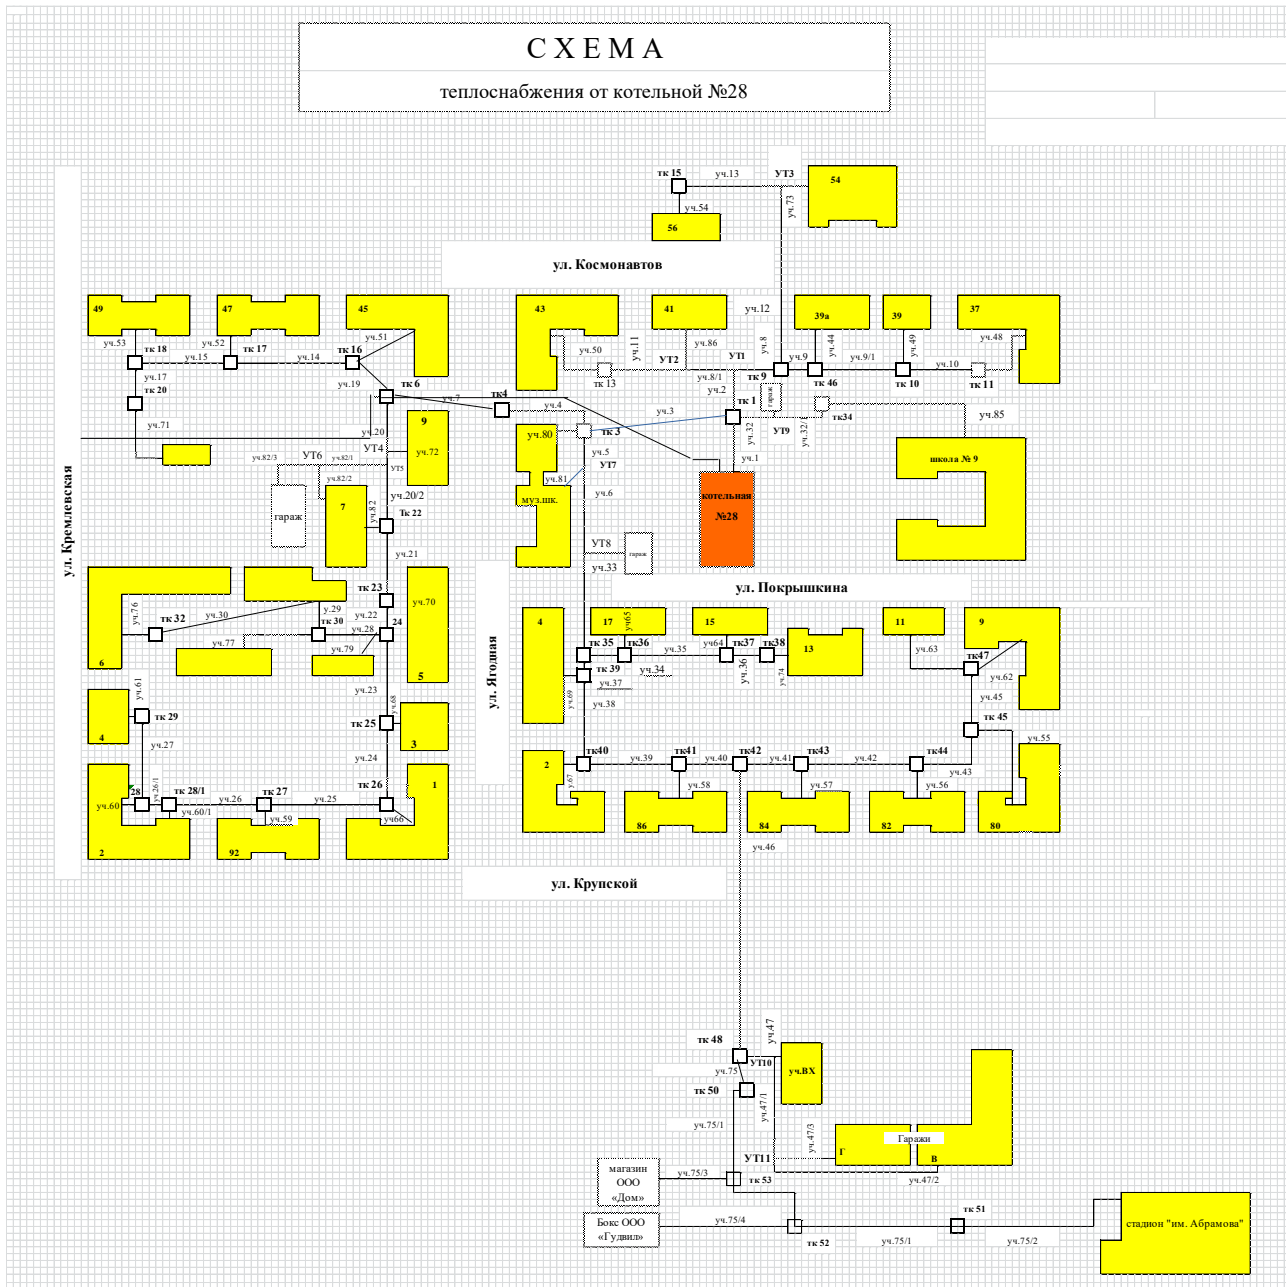 СХЕМА
теплоснабжения от котельной №28
тк 15
уч.13
УТ3
54
уч.73
уч.54
56
ул. Космонавтов
49
47
45
43
41
уч.12
39а
39
37
уч.53
уч.52
уч.51
уч.50
уч.11
уч.86
уч.8
уч.44
уч.49
уч.48
тк 18
уч.15
тк 17
уч.14
тк 16
УТ2
УТ1
уч.9
уч.9/1
уч.10
уч.17
тк 20
уч.19
тк 6
тк 13
уч.8/1
тк 9
тк 46
тк 10
тк 11
уч.2
уч.7
тк4
уч.4
уч.3
тк 1
гараж
тк34
уч.85
уч.71
уч.20
9
уч.80
тк 3
уч.32
УТ9
уч.32/1
УТ4
уч.72
уч.5
уч.1
уч.82/3
УТ6
уч.82/1
УТ5
УТ7
школа № 9
уч.82/2
уч.81
уч.20/2
уч.6
муз.шк.
котельная
№28
гараж
7
уч.82
Тк 22
УТ8
гараж
уч.21
уч.33
ул. Кремлевская
ул. Покрышкина
тк 23
уч.70
уч.76
тк 32
уч.30
у.29
уч.22
тк 30
уч.28
24
уч.77
уч.79
6
5
4
17
уч65
15
11
9
тк 35
тк36
уч.35
уч64
тк37
тк38
13
уч.63
тк47
тк 39
уч.34
уч.36
уч.74
уч.62
ул. Ягодная
уч.37
уч.69
уч.38
уч.45
уч.61
уч.23
уч.68
тк 29
тк 25
тк 45
4
3
уч.27
уч.24
уч.55
2
тк40
уч.39
тк41
уч.40
тк42
уч.41
тк43
уч.42
тк44
уч.43
у.67
уч.58
уч.57
уч.56
28
уч.26/1
тк 28/1
тк 27
тк 26
1
уч.60
уч.26
уч.25
уч.60/1
уч.59
уч66
86
84
82
80
2
92
уч.46
ул. Крупской
уч.47
тк 48
УТ10
уч.75
уч.ВХ
тк 50
уч.47/1
уч.75/1
уч.47/3
Гаражи
Г
В
УТ11
магазин
ООО
«Дом»
уч.75/3
тк 53
уч.47/2
Бокс ООО
«Гудвил»
уч.75/4
тк 52
уч.75/1
тк 51
уч.75/2
стадион "им. Абрамова"